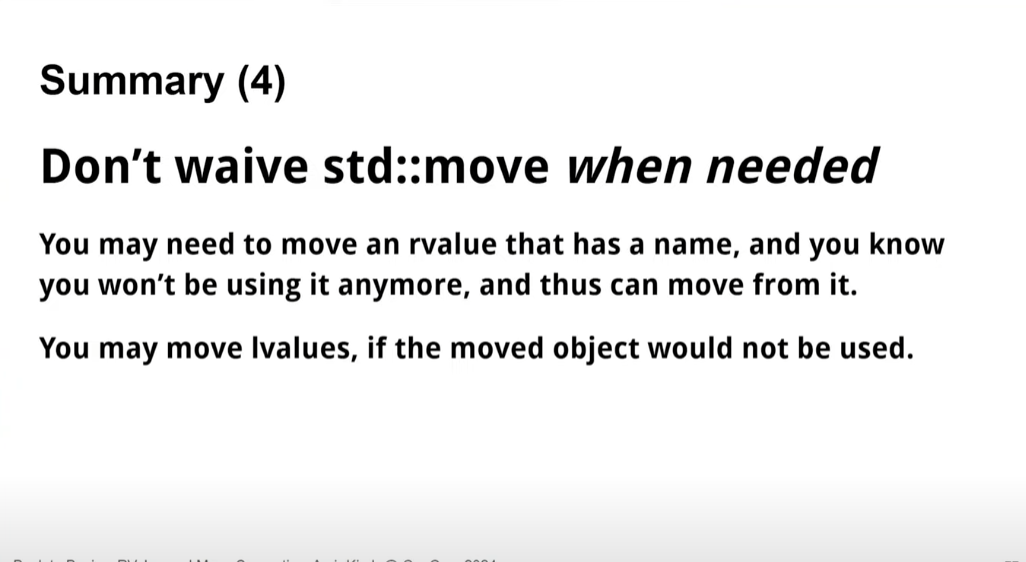 Summary (4)
Don’t waive std::move when needed
You may need to move an rvalue that has a name, and you know
you won’t be using it anymore, and thus can move from it.
You may move lvalues, if the moved object would not be used.